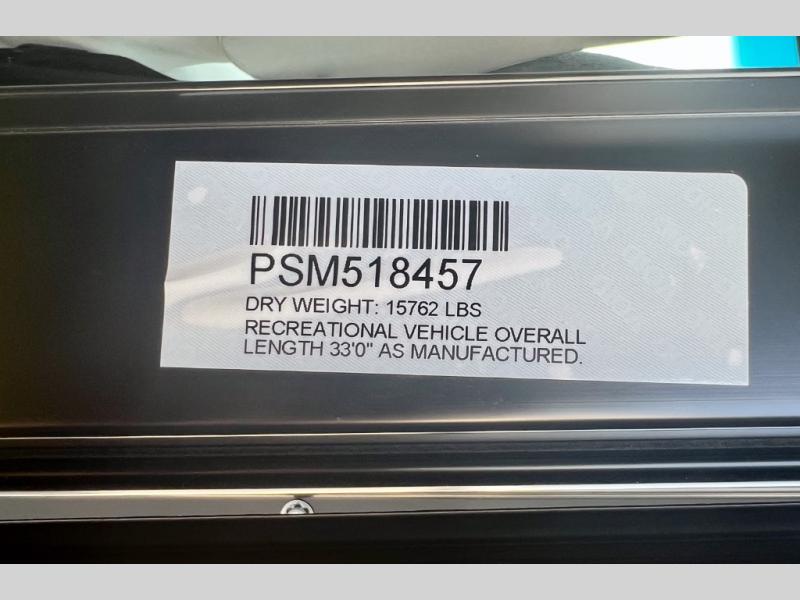 PSM518457
DRY WEIGHT: 15762 LBS
RECREATIONAL VEHICLE OVERALL
LENGTH 33'0" AS MANUFACTURED.